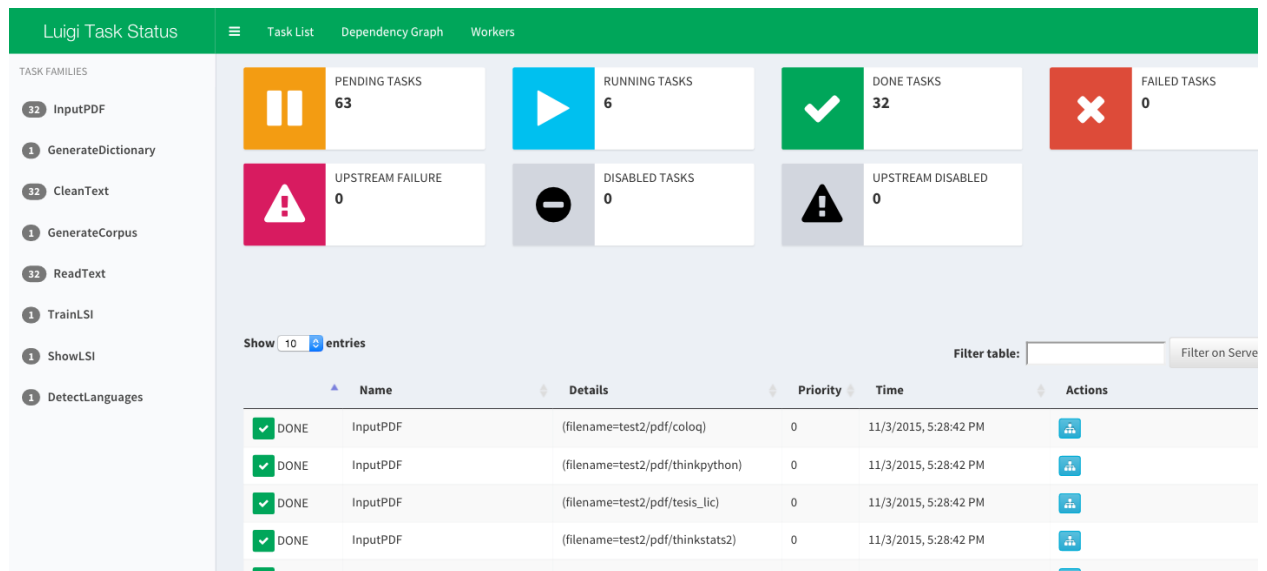 Luigi Task Status
Task List
Dependency Graph
Workers
TASK FAMILIES
32 InputPDF
1 GenerateDictionary
32 CleanText
1 GenerateCorpus
32 ReadText
1 TrainLSI
1 ShowLSI
1 DetectLanguages
PENDING TASKS
63
RUNNING TASKS
6
DONE TASKS
32
FAILED TASKS
0
UPSTREAM FAILURE
0
DISABLED TASKS
0
UPSTREAM DISABLED
0
Show 10 entries
Filter table:
Filter on Serve
Name Details Priority Time Actions
DONE InputPDF (filename=test2/pdf/coloq) 0 11/3/2015, 5:28:42 PM
DONE InputPDF (filename=test2/pdf/thinkpython) 0 11/3/2015, 5:28:42 PM
DONE InputPDF (filename=test2/pdf/tesis_lic) 0 11/3/2015, 5:28:42 PM
DONE InputPDF (filename=test2/pdf/thinkstats2) 0 11/3/2015, 5:28:42 PM